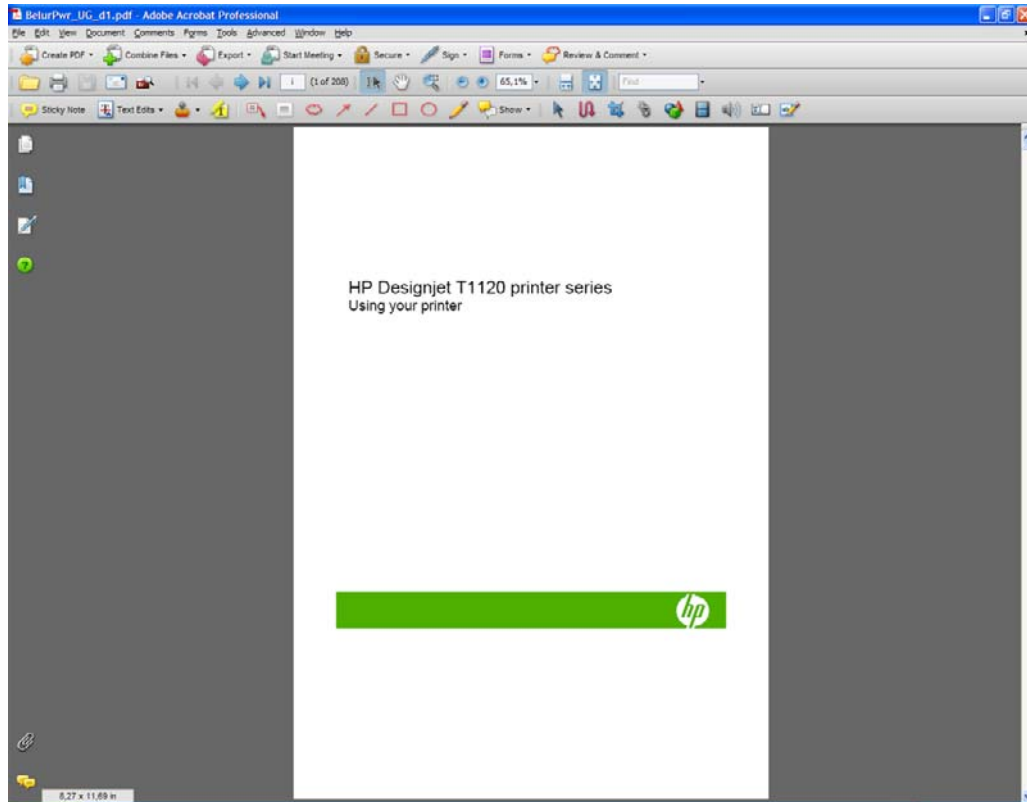 BelurPwr_UG_d1.pdf - Adobe Acrobat Professional
File Edit View Document Comments Forms Tools Advanced Window Help
Create PDF Combine Files Export Start Meeting Secure Sign Forms Review & Comment
(1 of 208) 65,1% Find
Sticky Note Text Edits Show
HP Designjet T1120 printer series
Using your printer
hp
8,27 x 11,69 in